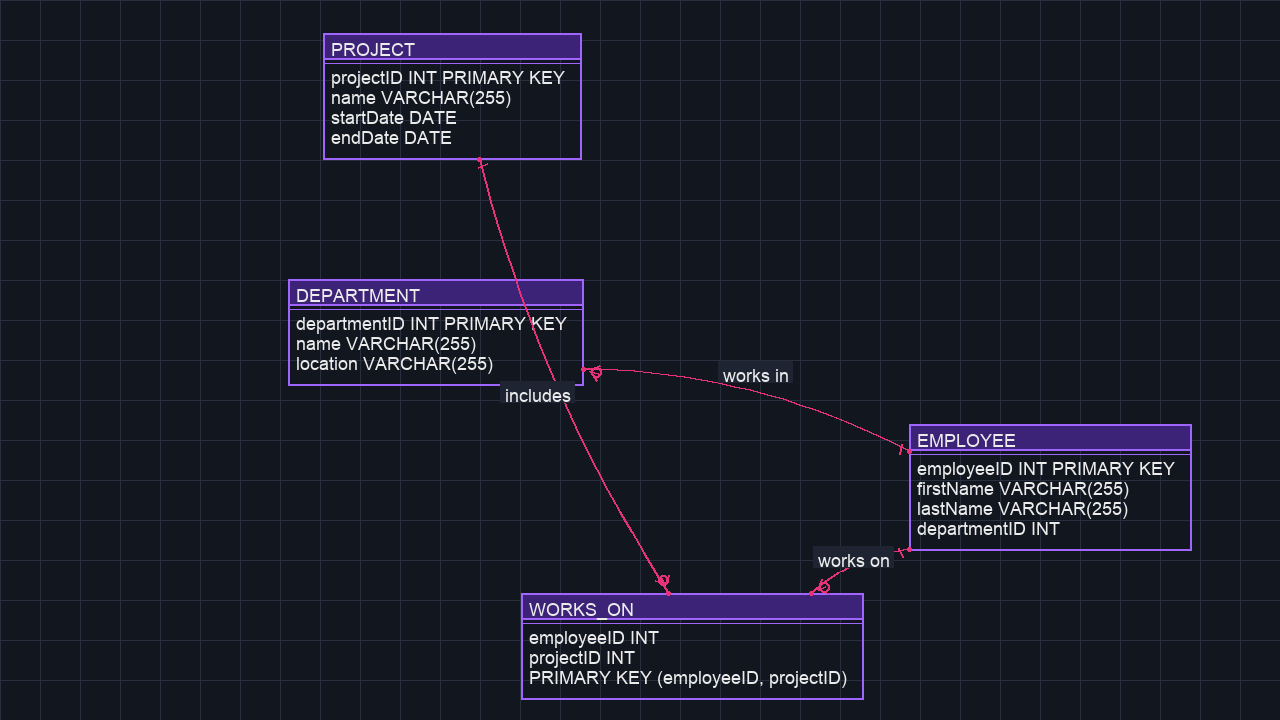 PROJECT
projectID INT PRIMARY KEY
name VARCHAR(255)
startDate DATE
endDate DATE
DEPARTMENT
departmentID INT PRIMARY KEY
name VARCHAR(255)
location VARCHAR(255)
includes
works in
EMPLOYEE
employeeID INT PRIMARY KEY
firstName VARCHAR(255)
lastName VARCHAR(255)
departmentID INT
works on
WORKS_ON
employeeID INT
projectID INT
PRIMARY KEY (employeeID, projectID)